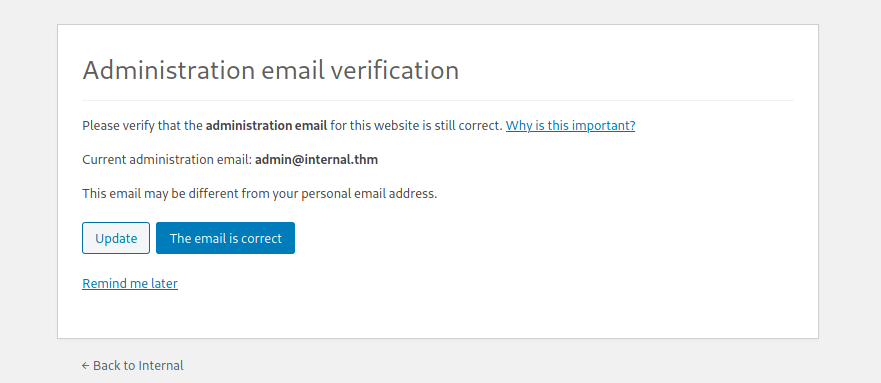 Administration email verification
Please verify that the administration email for this website is still correct. Why is this important?
Current administration email: admin@internal.thm
This email may be different from your personal email address.
Update The email is correct
Remind me later
← Back to Internal